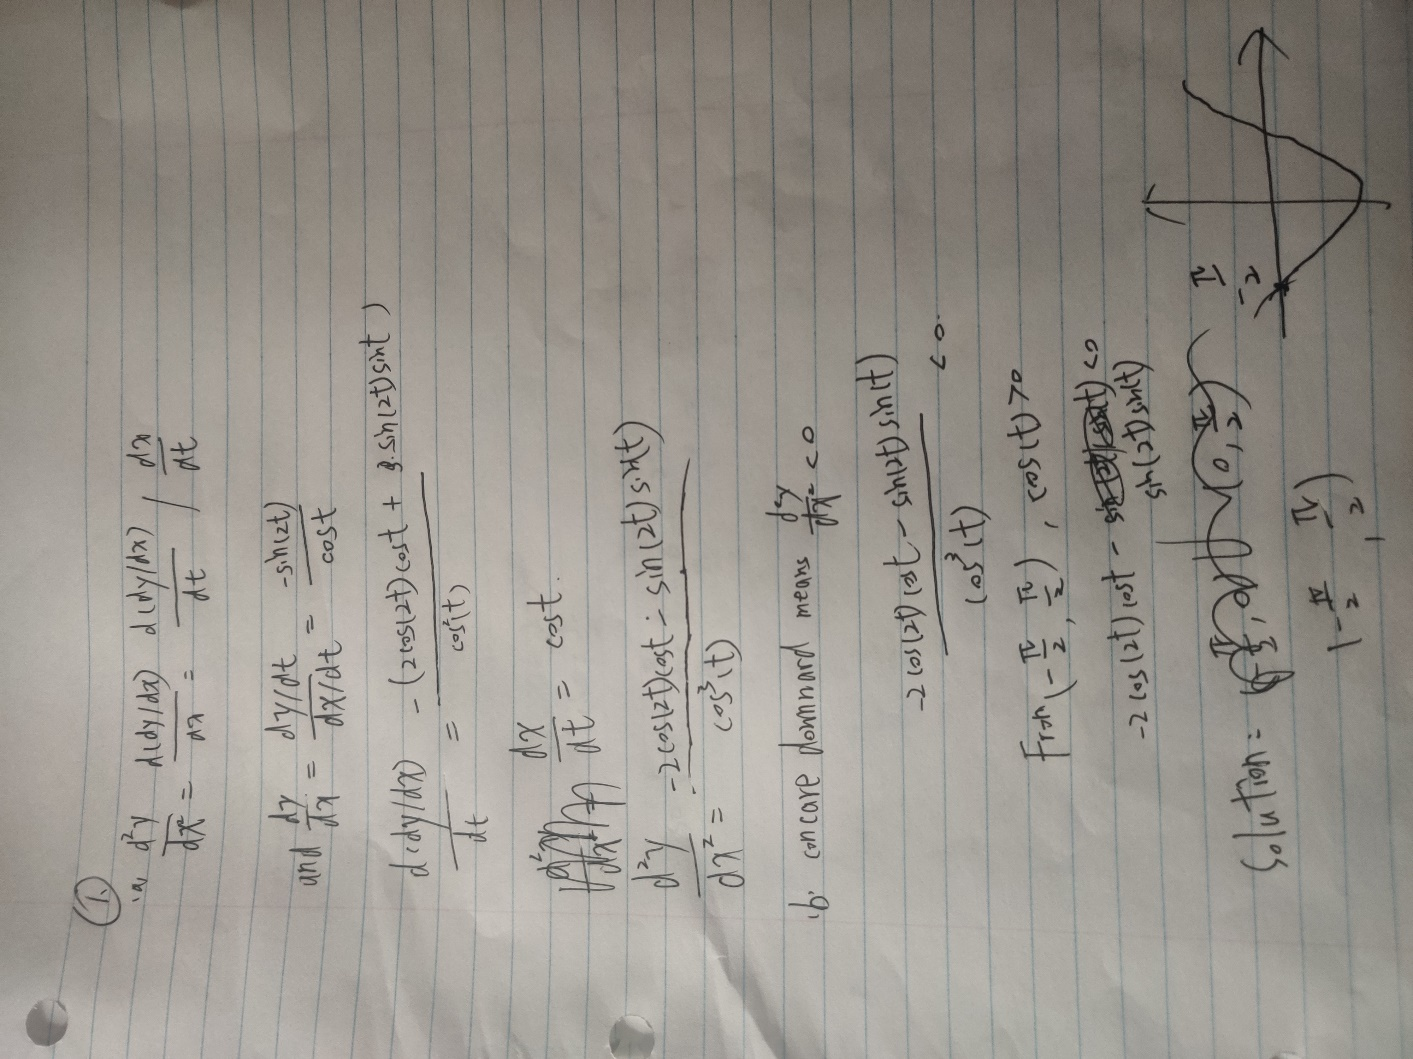 ①
a. d²y/dx² = d(dy/dx)/dx = d(dy/dx)/dt / dx/dt
and dy/dx = dy/dt / dx/dt = -sin(2t)/cost
d(dy/dx)/dt = -(2cos(2t)cost + sin(2t)sint)/cos²(t)
dx/dt = cost.
d²y/dx² = -2cos(2t)cost - sin(2t)sin(t)/cos³(t)
b. concave downward means d²y/dx² < 0
-2cos(2t)cost - sin(2t)sin(t)/cos³(t) < 0.
From (-π/2, π/2), cos(t) > 0
-2cos(2t)cost - sin(2t)sin(t) < 0
π/2
-2
Solution:
(-π/2, π/2)